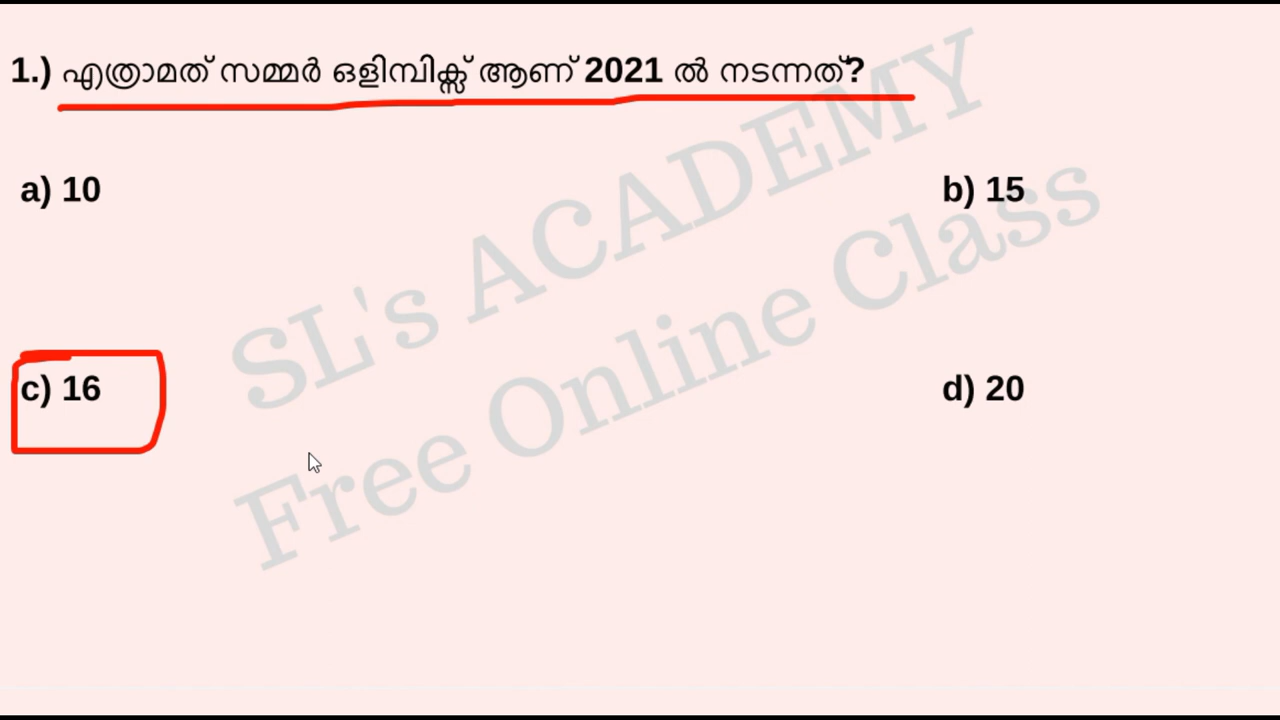 1.) എത്രാമത് സമ്മർ ഒളിമ്പിക്സ് ആണ് 2021 ൽ നടന്നത്?
a) 10
b) 15
c) 16
d) 20
SL's ACADEMY
Free Online Class